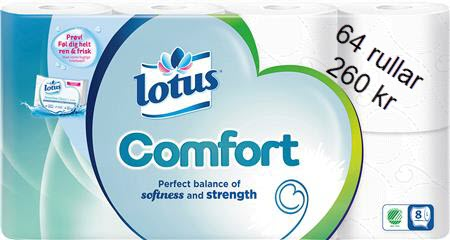 Prøv!
Føl dig helt
ren & frisk
lotus
64 rullar
260 kr
Comfort
Perfect balance of
softness and strength
8